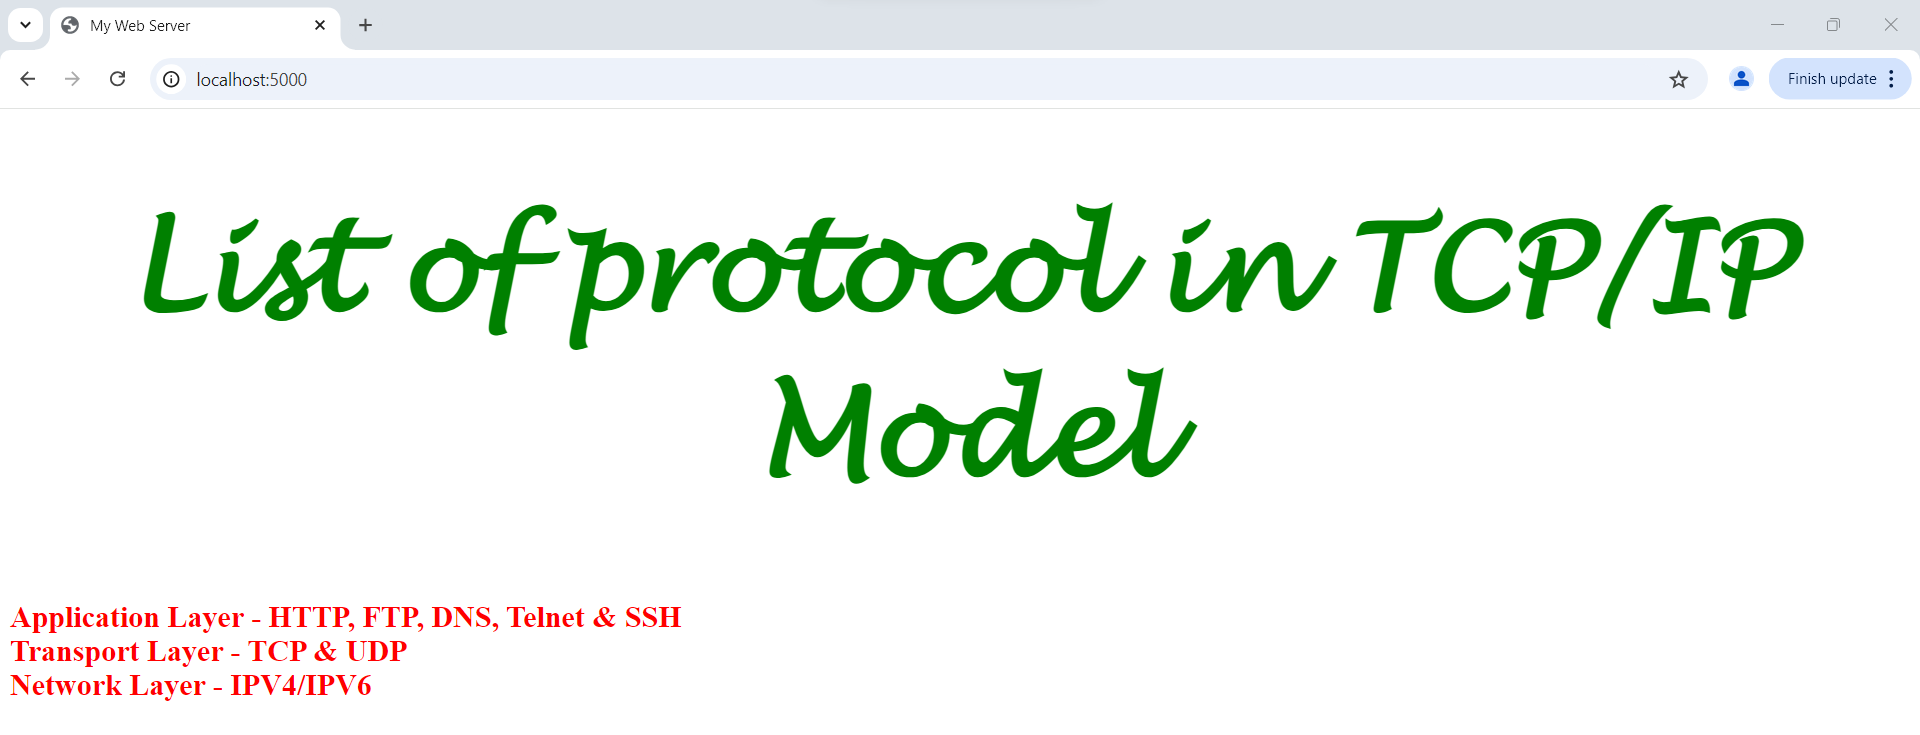 My Web Server
localhost:5000
Finish update
List of protocol in TCP/IP
Model
Application Layer - HTTP, FTP, DNS, Telnet & SSH
Transport Layer - TCP & UDP
Network Layer - IPV4/IPV6